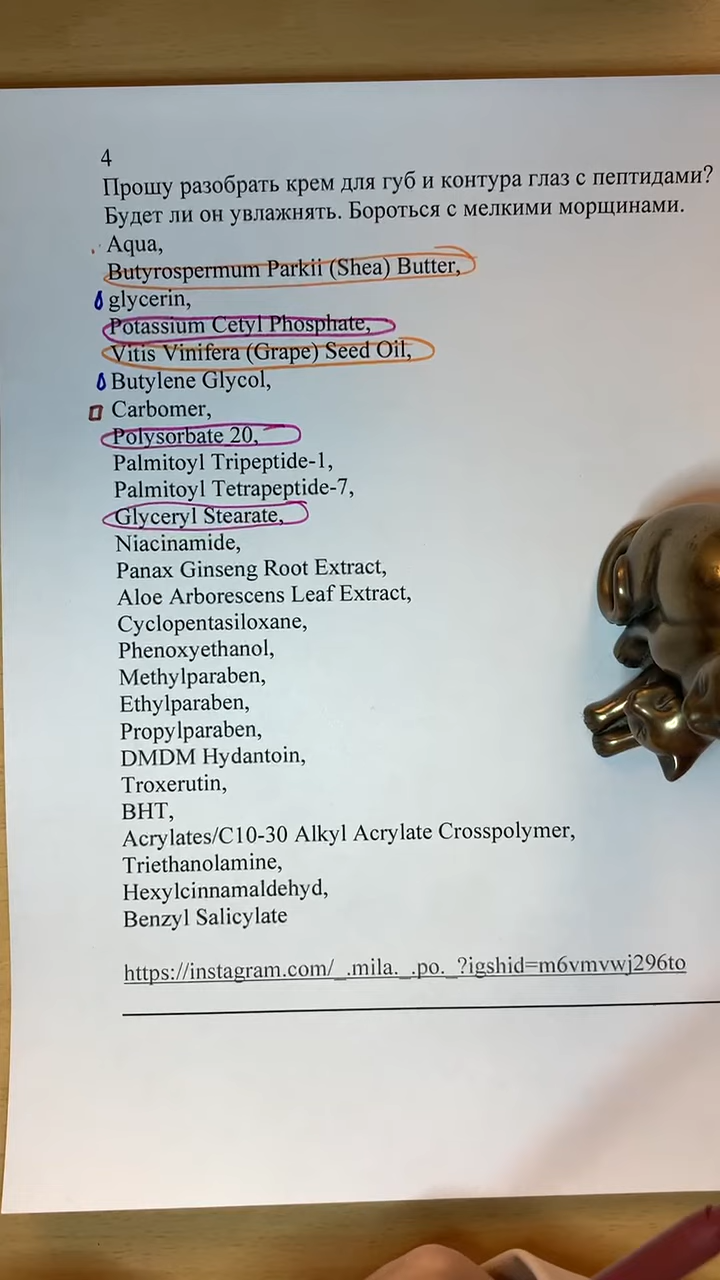 4
Прошу разобрать крем для губ и контура глаз с пептидами?
Будет ли он увлажнять. Бороться с мелкими морщинами.
Aqua,
Butyrospermum Parkii (Shea) Butter,
glycerin,
Potassium Cetyl Phosphate,
Vitis Vinifera (Grape) Seed Oil,
Butylene Glycol,
Carbomer,
Polysorbate 20,
Palmitoyl Tripeptide-1,
Palmitoyl Tetrapeptide-7,
Glyceryl Stearate,
Niacinamide,
Panax Ginseng Root Extract,
Aloe Arborescens Leaf Extract,
Cyclopentasiloxane,
Phenoxyethanol,
Methylparaben,
Ethylparaben,
Propylparaben,
DMDM Hydantoin,
Troxerutin,
BHT,
Acrylates/C10-30 Alkyl Acrylate Crosspolymer,
Triethanolamine,
Hexylcinnamaldehyd,
Benzyl Salicylate
https://instagram.com/_.mila._.po._?igshid=m6vmvwj296to